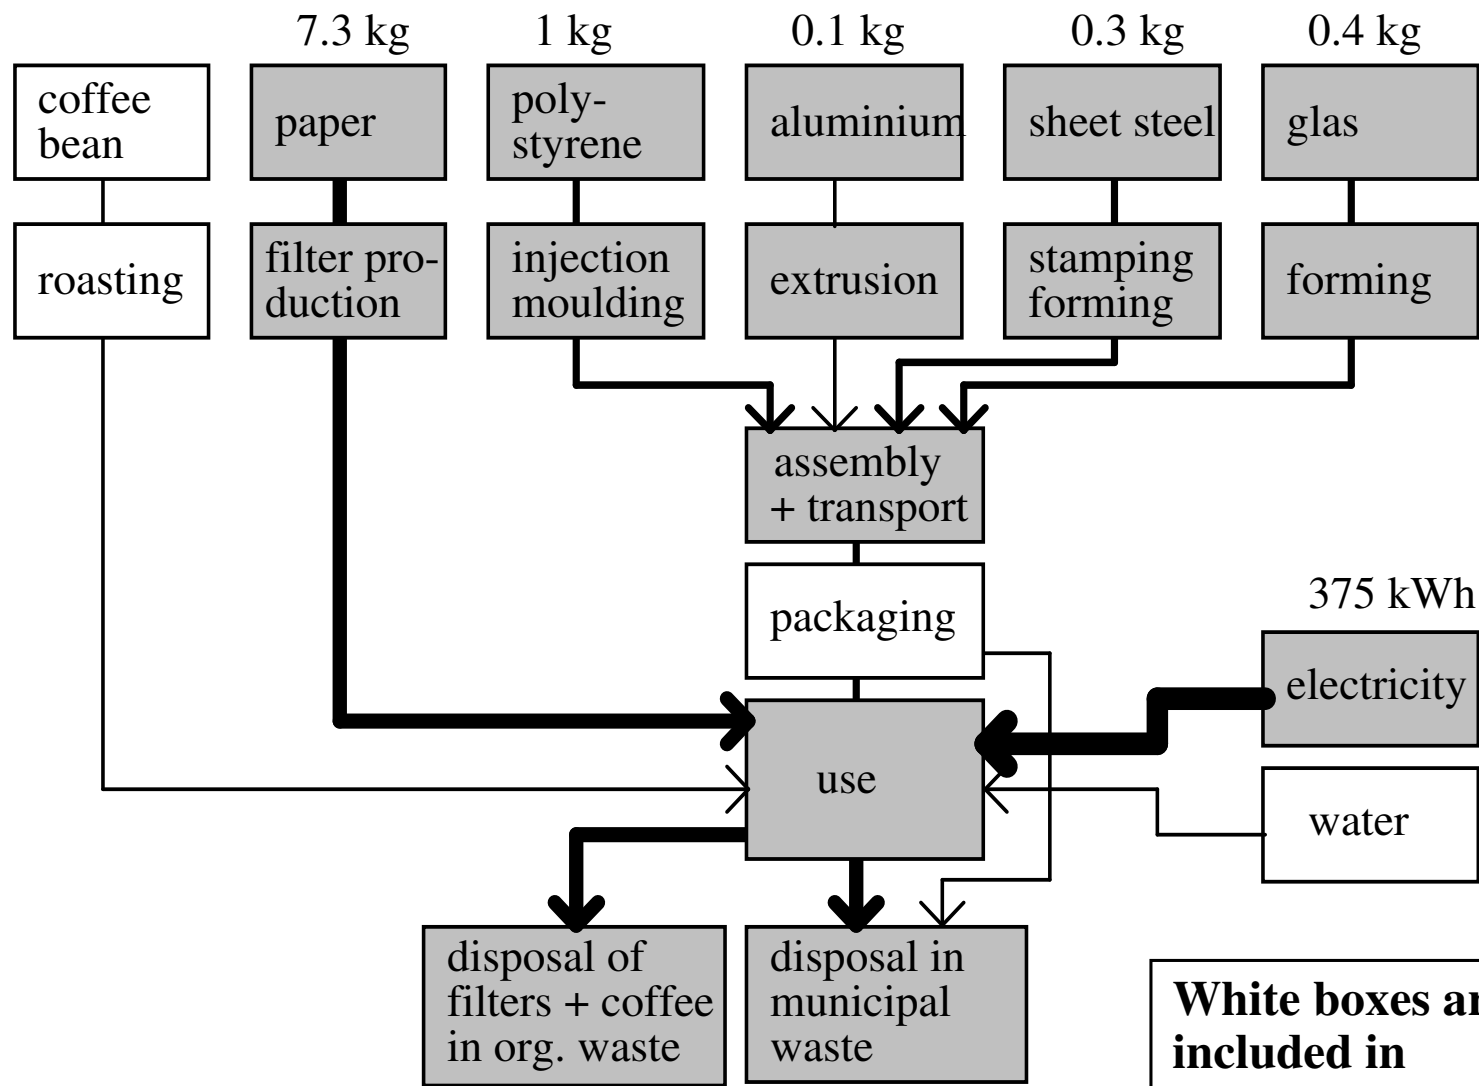 7.3 kg
1 kg
0.1 kg
0.3 kg
0.4 kg
coffee
bean
paper
poly-
styrene
aluminium
sheet steel
glas
roasting
filter pro-
duction
injection
moulding
extrusion
stamping
forming
forming
assembly
+ transport
packaging
375 kWh
electricity
use
water
disposal of
filters + coffee
in org. waste
disposal in
municipal
waste
White boxes
included in